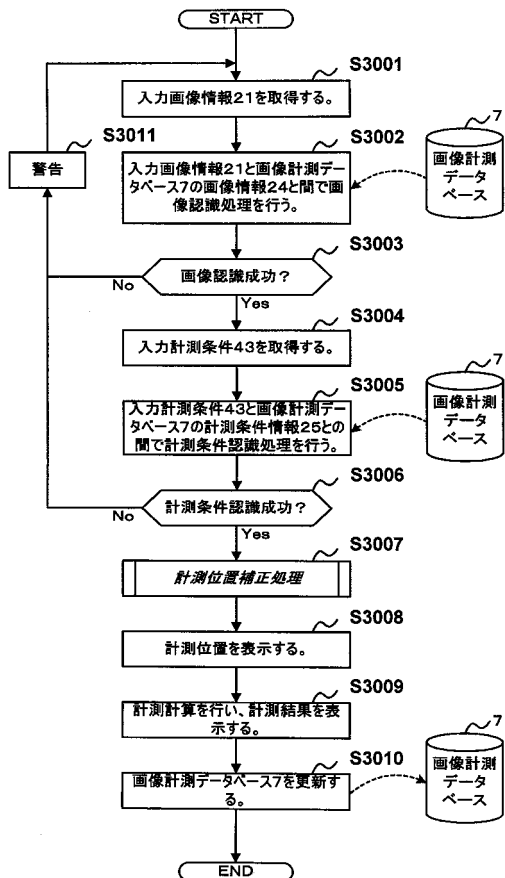 START
S3001
入力画像情報21を取得する。
S3011
警告
S3002
入力画像情報21と画像計測デー
タベース7の画像情報24と間で画
像認識処理を行う。
7
画像計測
データ
ベース
S3003
画像認識成功？
No
Yes
S3004
入力計測条件43を取得する。
S3005
入力計測条件43と画像計測デー
タベース7の計測条件情報25との
間で計測条件認識処理を行う。
7
画像計測
データ
ベース
S3006
計測条件認識成功？
No
Yes
S3007
計測位置補正処理
S3008
計測位置を表示する。
S3009
計測計算を行い、計測結果を表
示する。
S3010
画像計測データベース7を更新す
る。
7
画像計測
データ
ベース
END